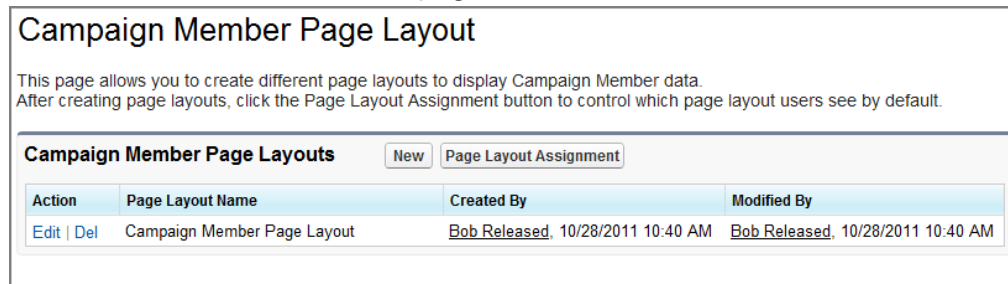 Campaign Member Page Layout
This page allows you to create different page layouts to display Campaign Member data.
After creating page layouts, click the Page Layout Assignment button to control which page layout users see by default.
Campaign Member Page Layouts New Page Layout Assignment
Action Page Layout Name Created By Modified By
Edit | Del Campaign Member Page Layout Bob Released, 10/28/2011 10:40 AM Bob Released, 10/28/2011 10:40 AM